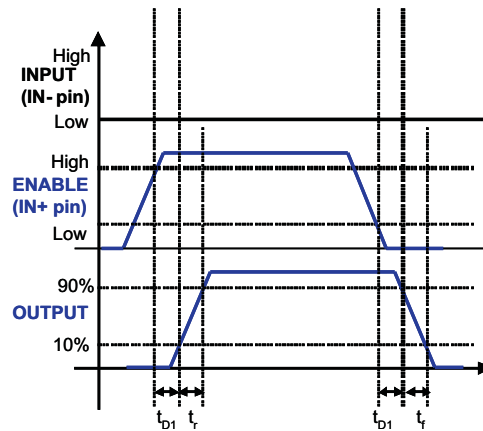 High
INPUT
(IN- pin)
Low
High
ENABLE
(IN+ pin)
Low
90%
OUTPUT
10%
tD1 tr tD1 tf